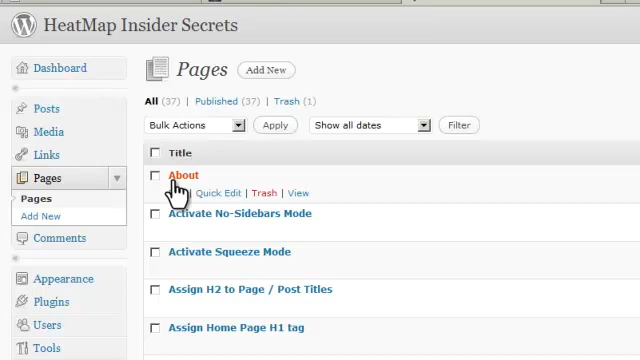 HeatMap Insider Secrets
Dashboard
Posts
Media
Links
Pages
Pages
Add New
Comments
Appearance
Plugins
Users
Tools
Pages Add New
All (37) | Published (37) | Trash (1)
Bulk Actions Apply Show all dates Filter
Title
About
| Quick Edit | Trash | View
Activate No-Sidebars Mode
Activate Squeeze Mode
Assign H2 to Page / Post Titles
Assign Home Page H1 tag